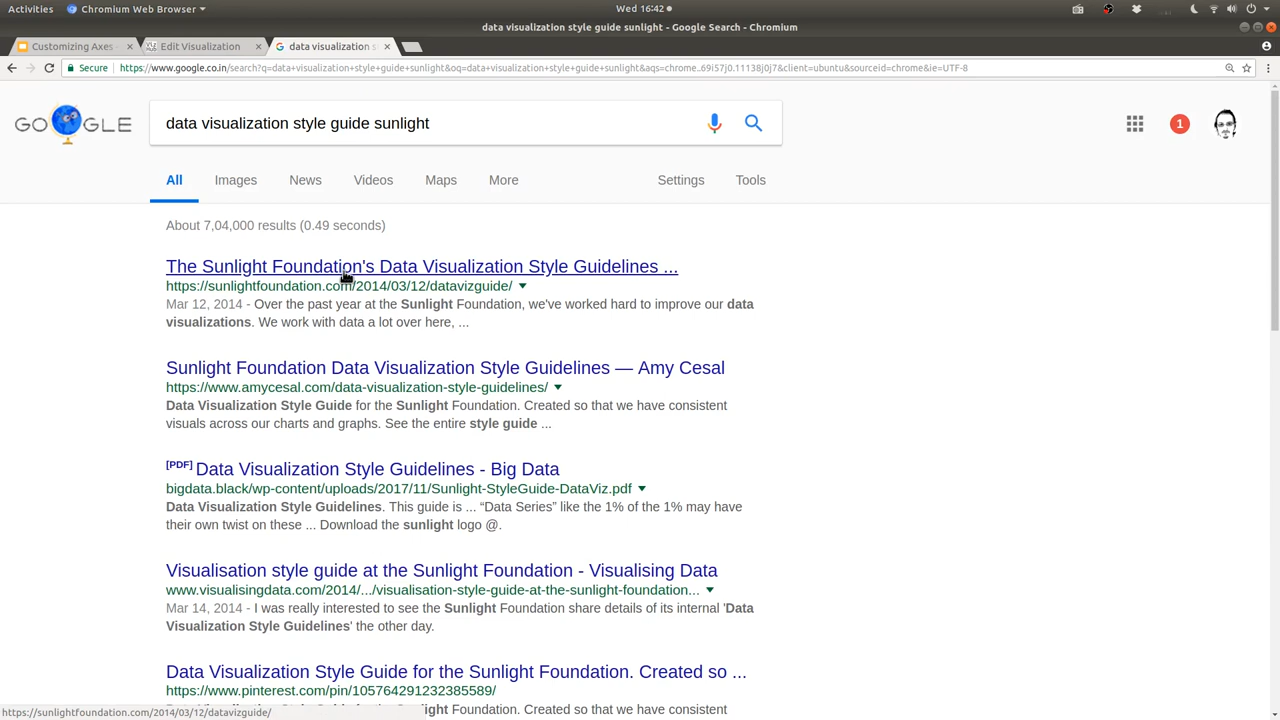 Activities Chromium Web Browser Wed 16:42
data visualization style guide sunlight - Google Search - Chromium
Customizing Axes - × Edit Visualization × data visualization s ×
Secure https://www.google.co.in/search?q=data+visualization+style+guide+sunlight&oq=data+visualization+style+guide+sunlight&aqs=chrome..69i57j0.11138j0j7&client=ubuntu&sourceid=chrome&ie=UTF-8
GOOGLE data visualization style guide sunlight 1
All Images News Videos Maps More Settings Tools
About 7,04,000 results (0.49 seconds)
The Sunlight Foundation's Data Visualization Style Guidelines ...
https://sunlightfoundation.com/2014/03/12/datavizguide/
Mar 12, 2014 - Over the past year at the Sunlight Foundation, we've worked hard to improve our data
visualizations. We work with data a lot over here, ...
Sunlight Foundation Data Visualization Style Guidelines — Amy Cesal
https://www.amycesal.com/data-visualization-style-guidelines/
Data Visualization Style Guide for the Sunlight Foundation. Created so that we have consistent
visuals across our charts and graphs. See the entire style guide ...
[PDF] Data Visualization Style Guidelines - Big Data
bigdata.black/wp-content/uploads/2017/11/Sunlight-StyleGuide-DataViz.pdf
Data Visualization Style Guidelines. This guide is ... “Data Series” like the 1% of the 1% may have
their own twist on these ... Download the sunlight logo @.
Visualisation style guide at the Sunlight Foundation - Visualising Data
www.visualisingdata.com/2014/.../visualisation-style-guide-at-the-sunlight-foundation...
Mar 14, 2014 - I was really interested to see the Sunlight Foundation share details of its internal 'Data
Visualization Style Guidelines' the other day.
Data Visualization Style Guide for the Sunlight Foundation. Created so ...
https://www.pinterest.com/pin/105764291232385589/
Sunlight Foundation. Created so that we have consistent
https://sunlightfoundation.com/2014/03/12/datavizguide/